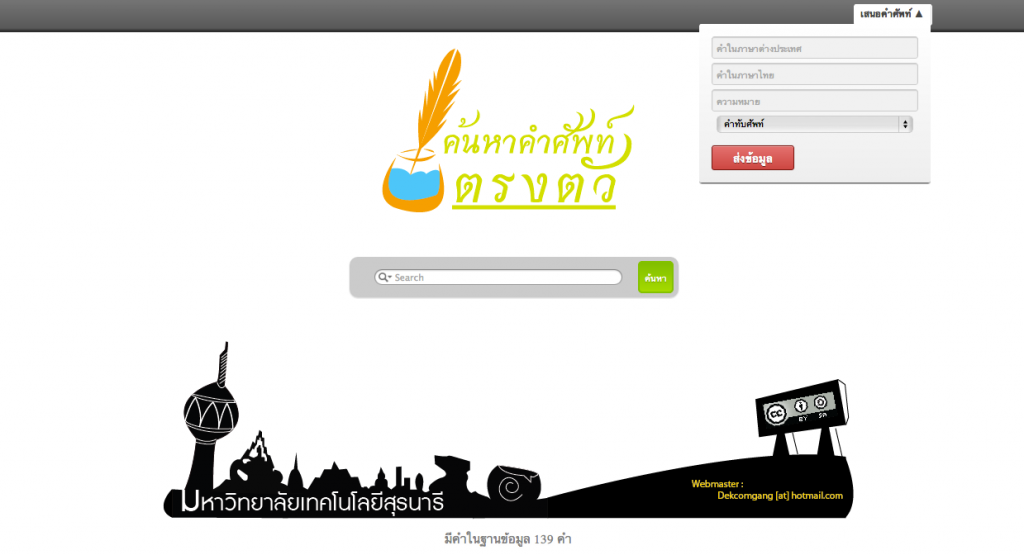 เสนอคำศัพท์ ▲
คำในภาษาต่างประเทศ
คำในภาษาไทย
ความหมาย
คำทับศัพท์
ส่งข้อมูล
ค้นหาคำศัพท์
ตรงตัว
Search
ค้นหา
cc
BY SA
มหาวิทยาลัยเทคโนโลยีสุรนารี
Webmaster :
Dekcomgang [at] hotmail.com
มีคำในฐานข้อมูล 139 คำ